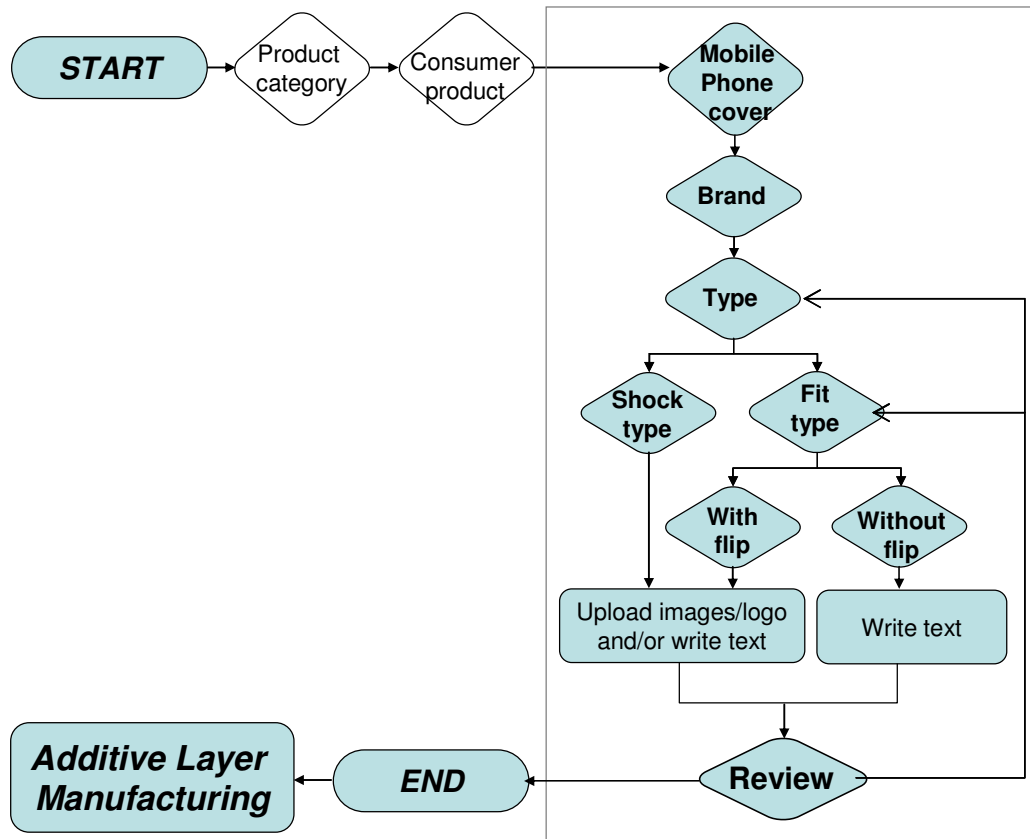 START
Product
category
Consumer
product
Mobile
Phone
cover
Brand
Type
Shock
type
Fit
type
With
flip
Without
flip
Upload images/logo
and/or write text
Write text
Review
END
Additive Layer
Manufacturing